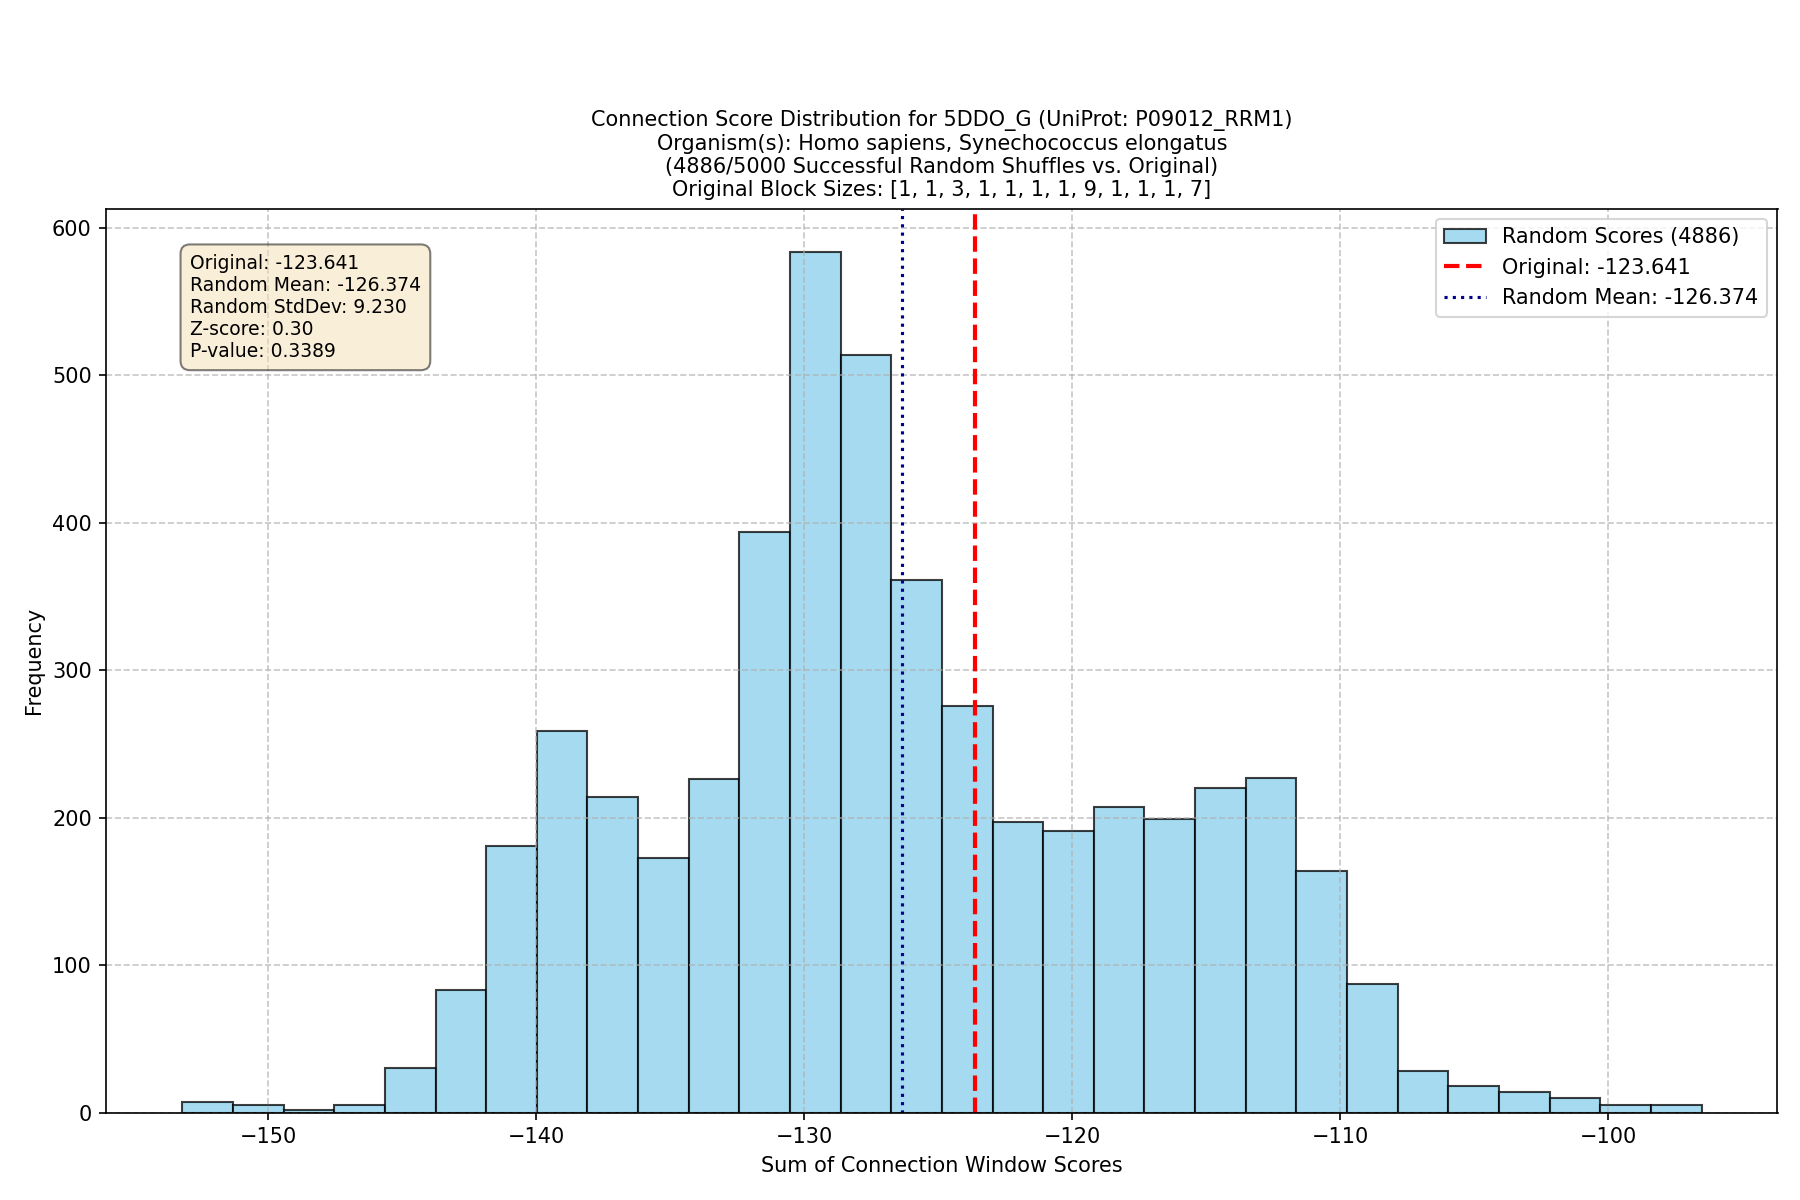 Connection Score Distribution for 5DDO_G (UniProt: P09012_RRM1)
Organism(s): Homo sapiens, Synechococcus elongatus
(4886/5000 Successful Random Shuffles vs. Original)
Original Block Sizes: [1, 1, 3, 1, 1, 1, 1, 9, 1, 1, 1, 7]
Original: -123.641
Random Mean: -126.374
Random StdDev: 9.230
Z-score: 0.30
P-value: 0.3389
Random Scores (4886)
Original: -123.641
Random Mean: -126.374
Frequency
600
500
400
300
200
100
0
−150
−140
−130
−120
−110
−100
Sum of Connection Window Scores